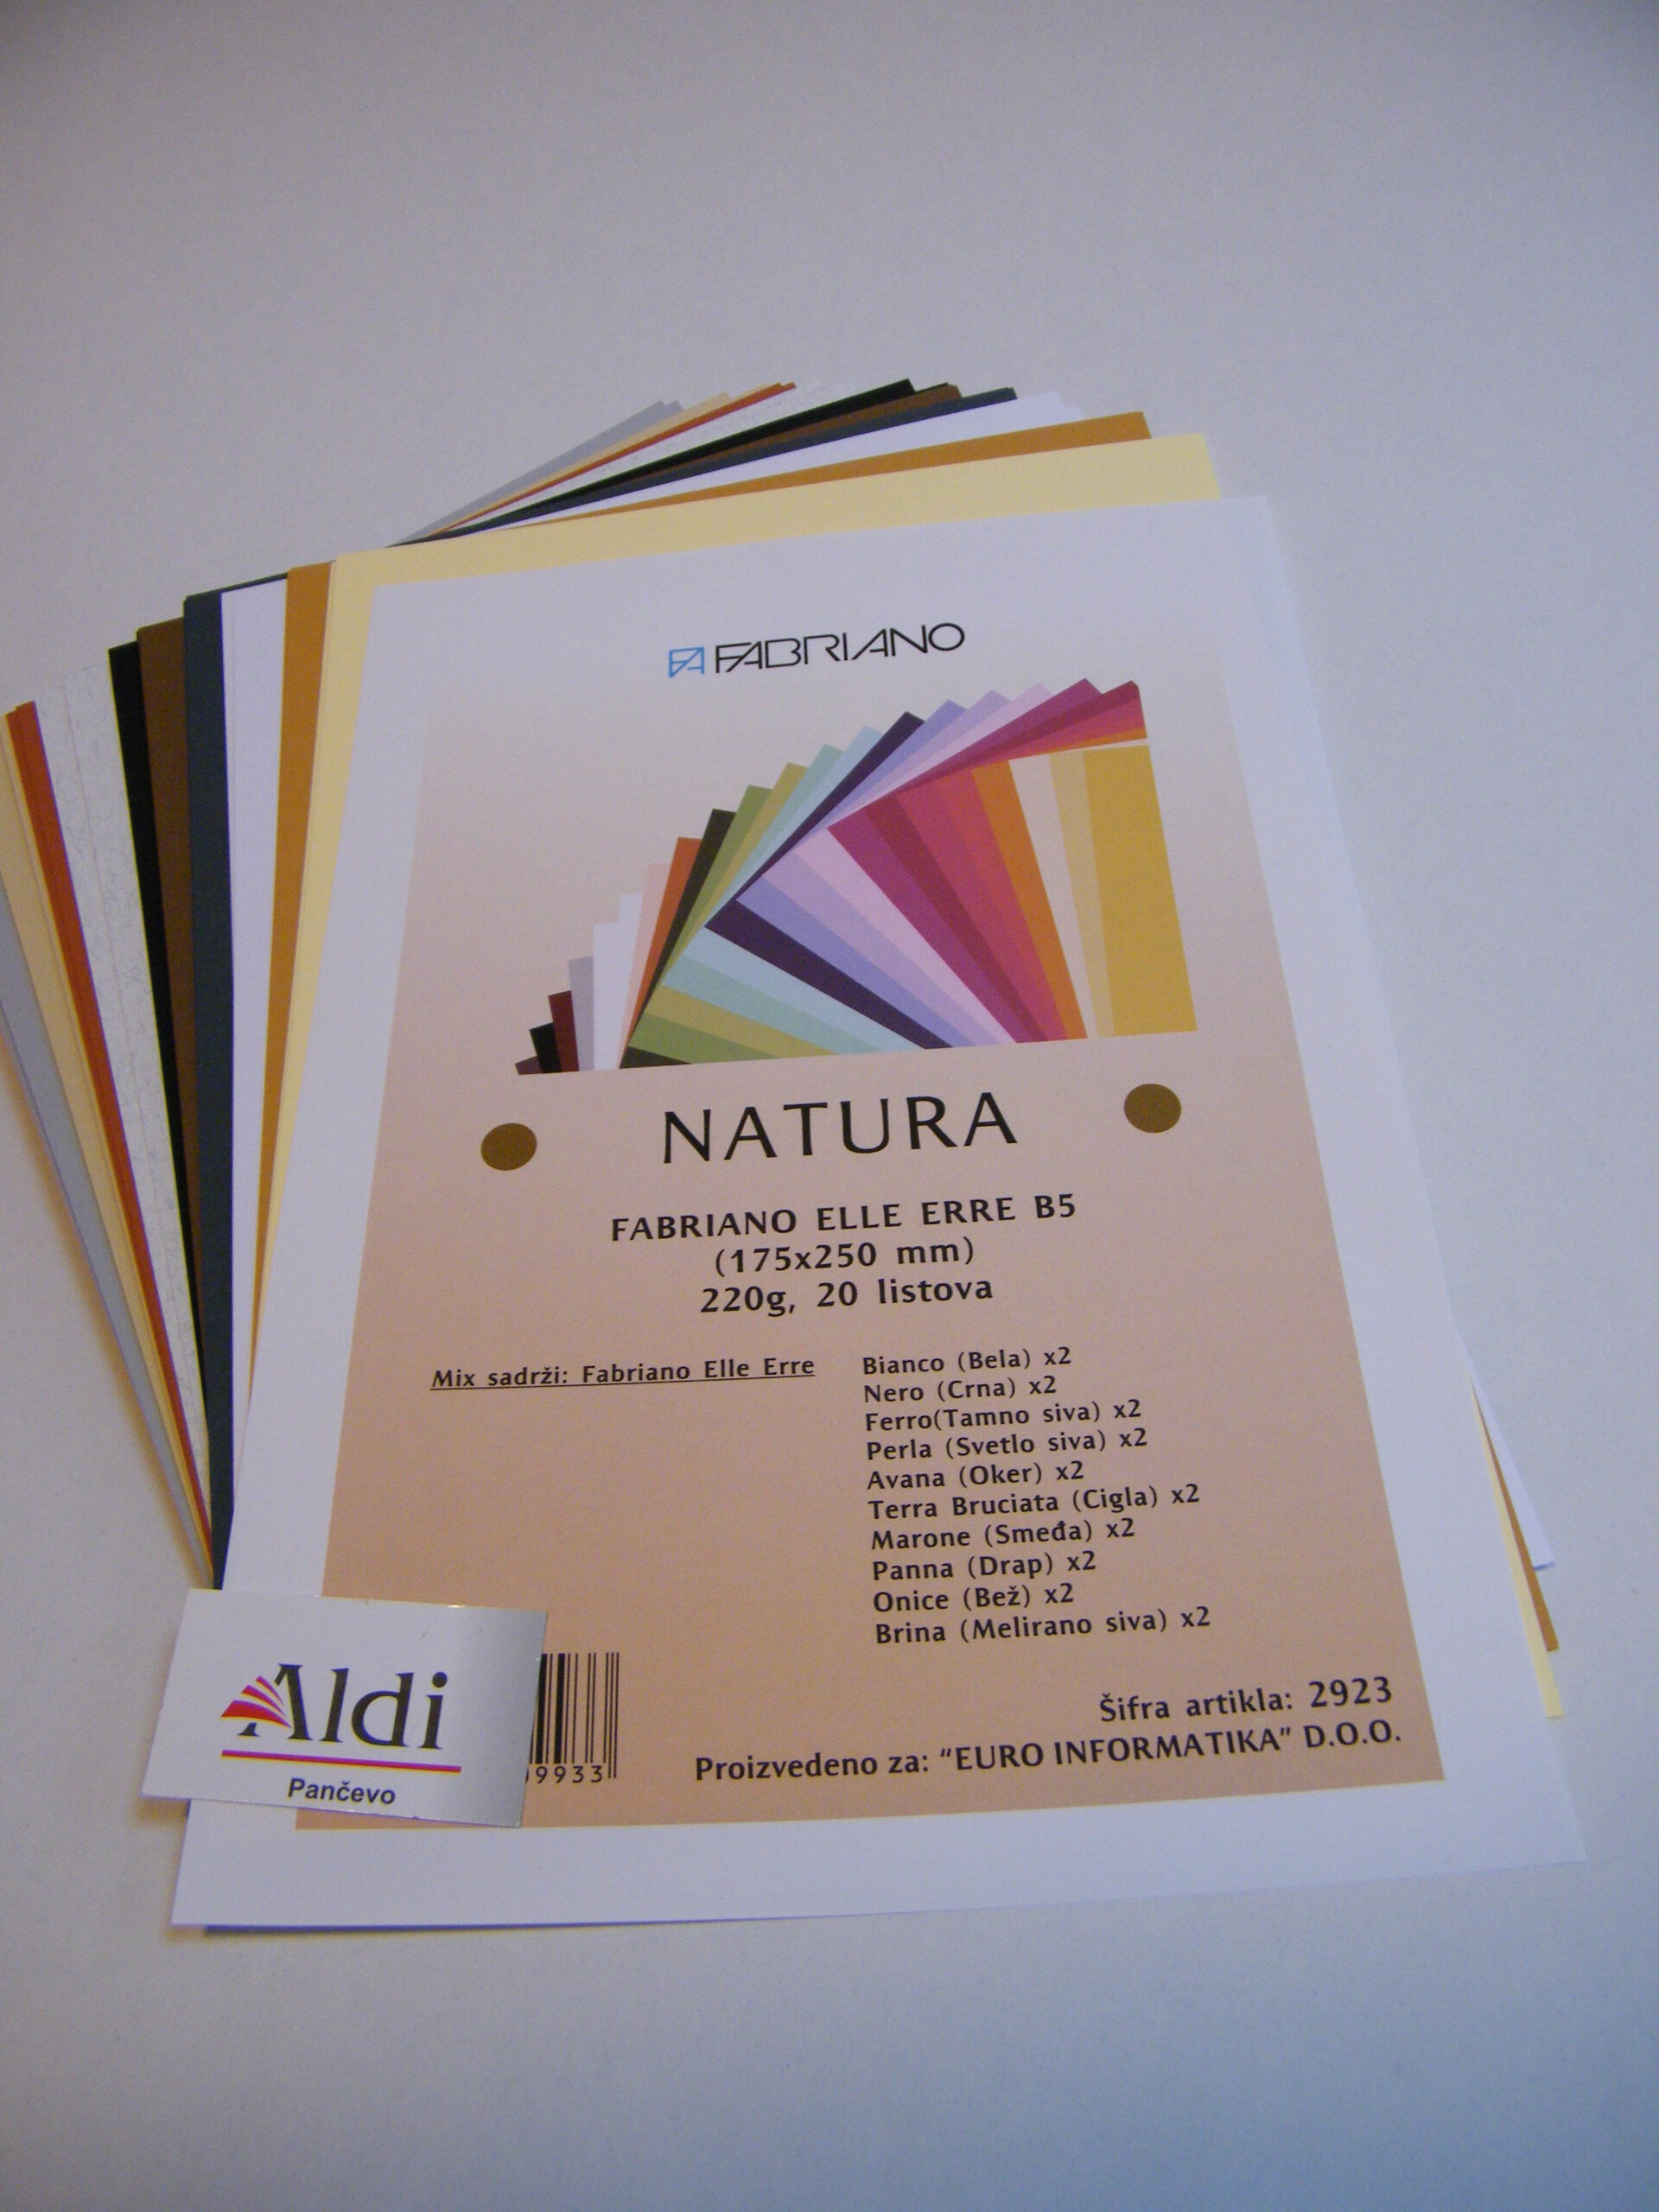 FA FABRIANO
NATURA
FABRIANO ELLE ERRE B5
(175x250 mm)
220g, 20 listova
Mix sadrži: Fabriano Elle Erre
Bianco (Bela) x2
Nero (Crna) x2
Ferro(Tamno siva) x2
Perla (Svetlo siva) x2
Avana (Oker) x2
Terra Bruciata (Cigla) x2
Marone (Smeđa) x2
Panna (Drap) x2
Onice (Bež) x2
Brina (Melirano siva) x2
Šifra artikla: 2923
Proizvedeno za: “EURO INFORMATIKA” D.O.O.
9933
Aldi
Pančevo